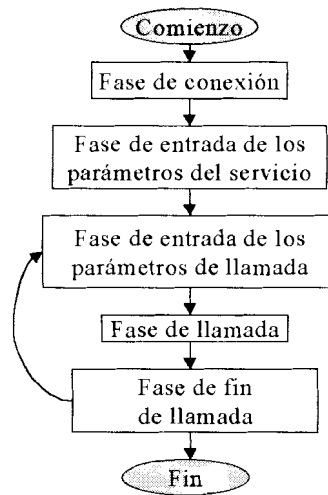 Comienzo
Fase de conexión
Fase de entrada de los
parámetros del servicio
Fase de entrada de los
parámetros de llamada
Fase de llamada
Fase de fin
de llamada
Fin